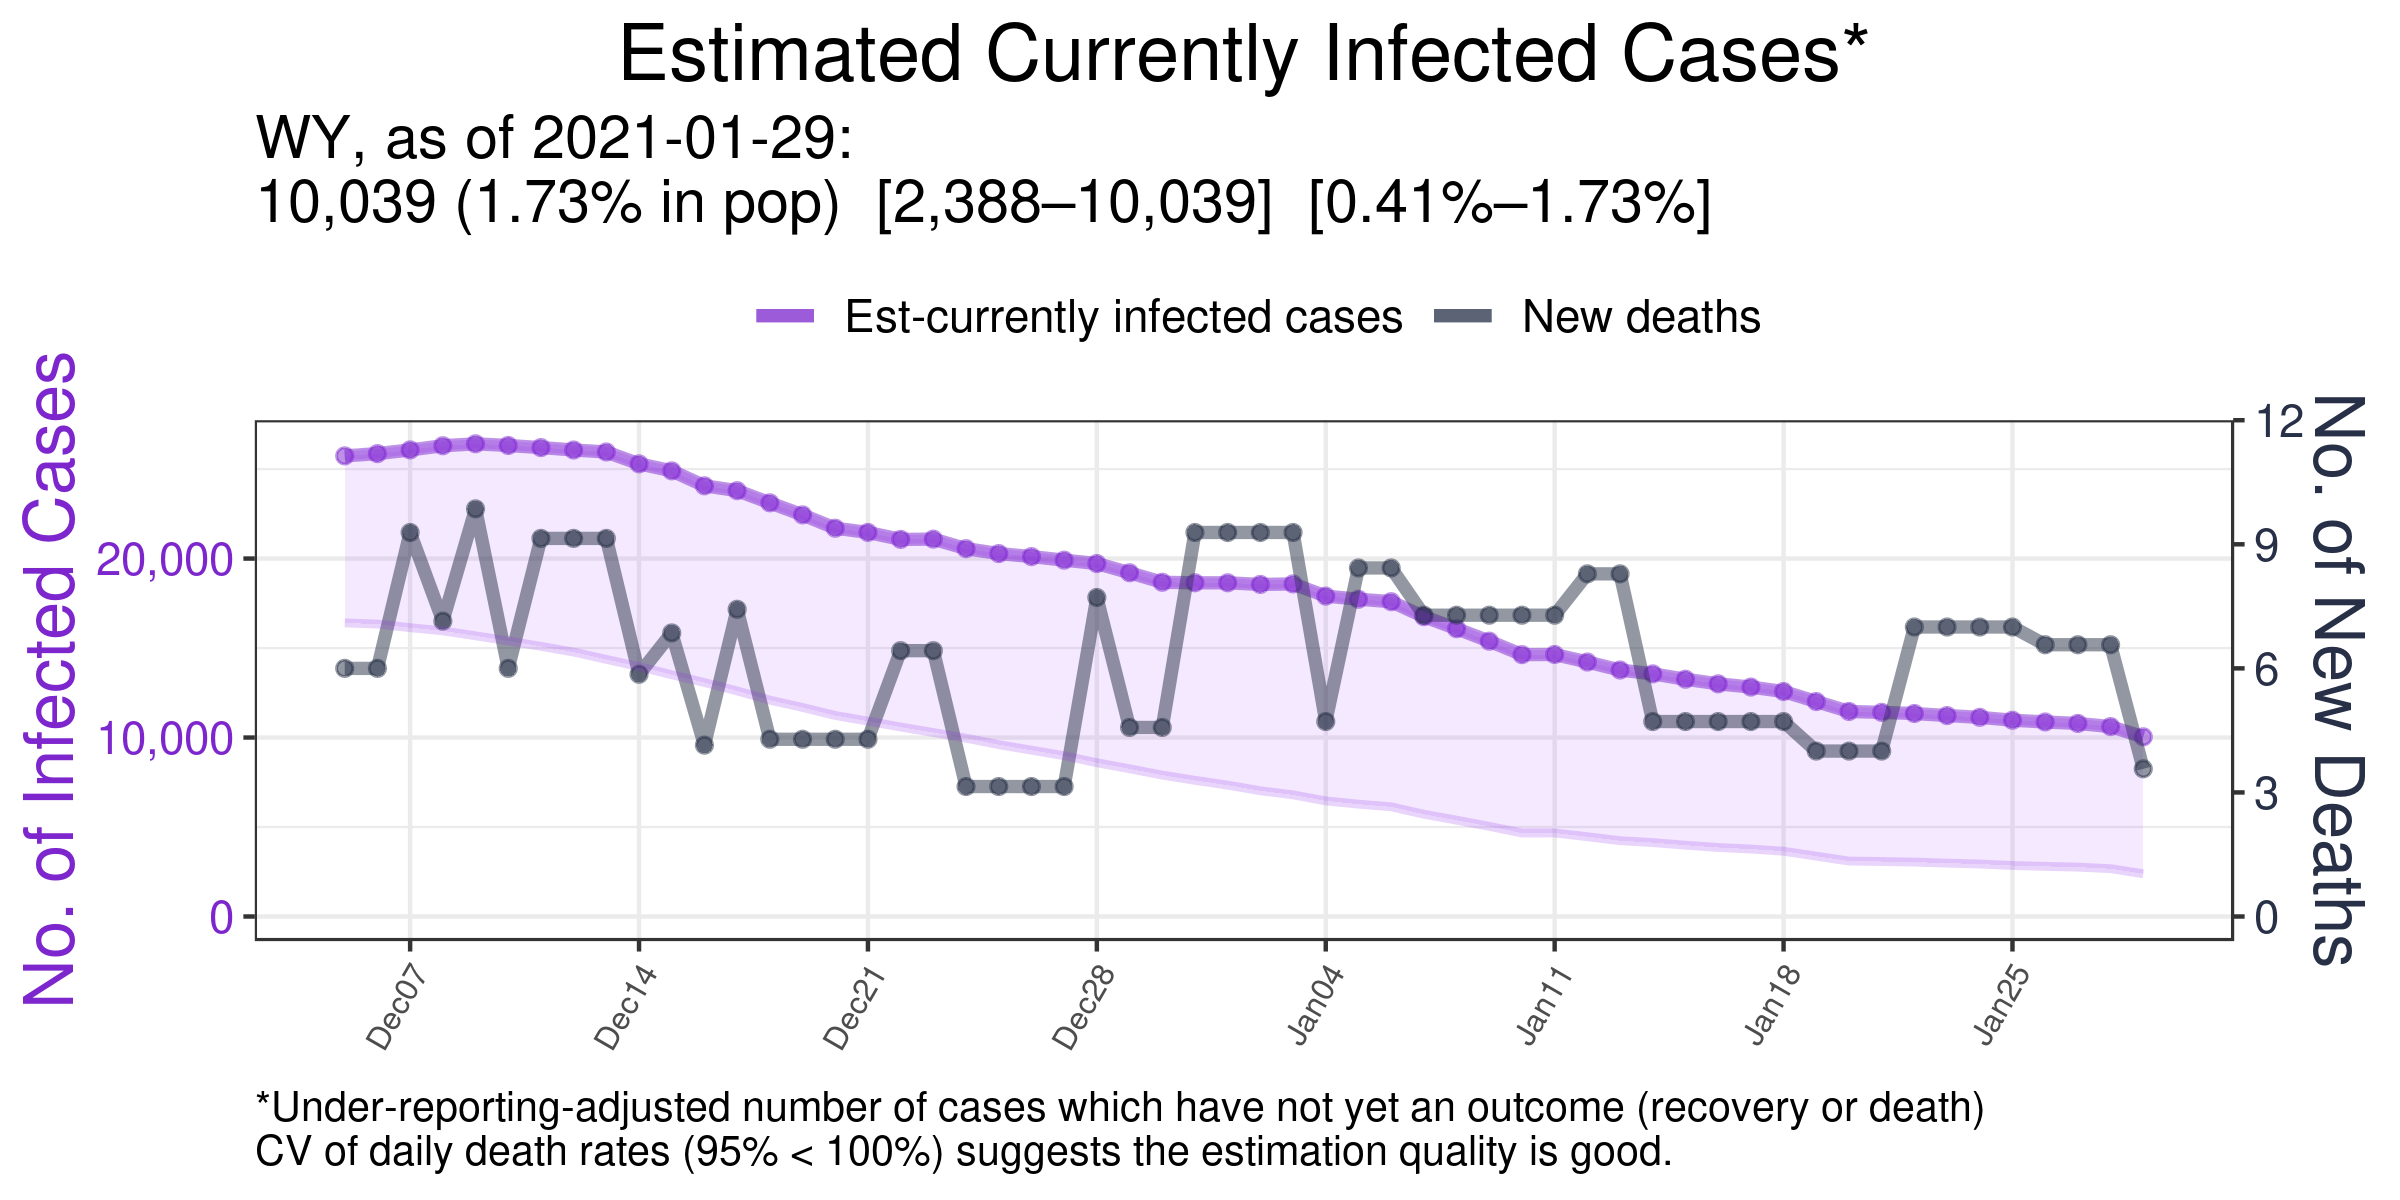 Estimated Currently Infected Cases*
WY, as of 2021-01-29:
10,039 (1.73% in pop)  [2,388–10,039]  [0.41%–1.73%]
Est-currently infected cases
New deaths
No. of Infected Cases
20,000
10,000
0
12
9
6
3
0
No. of New Deaths
Dec07
Dec14
Dec21
Dec28
Jan04
Jan11
Jan18
Jan25
*Under-reporting-adjusted number of cases which have not yet an outcome (recovery or death)
CV of daily death rates (95% < 100%) suggests the estimation quality is good.